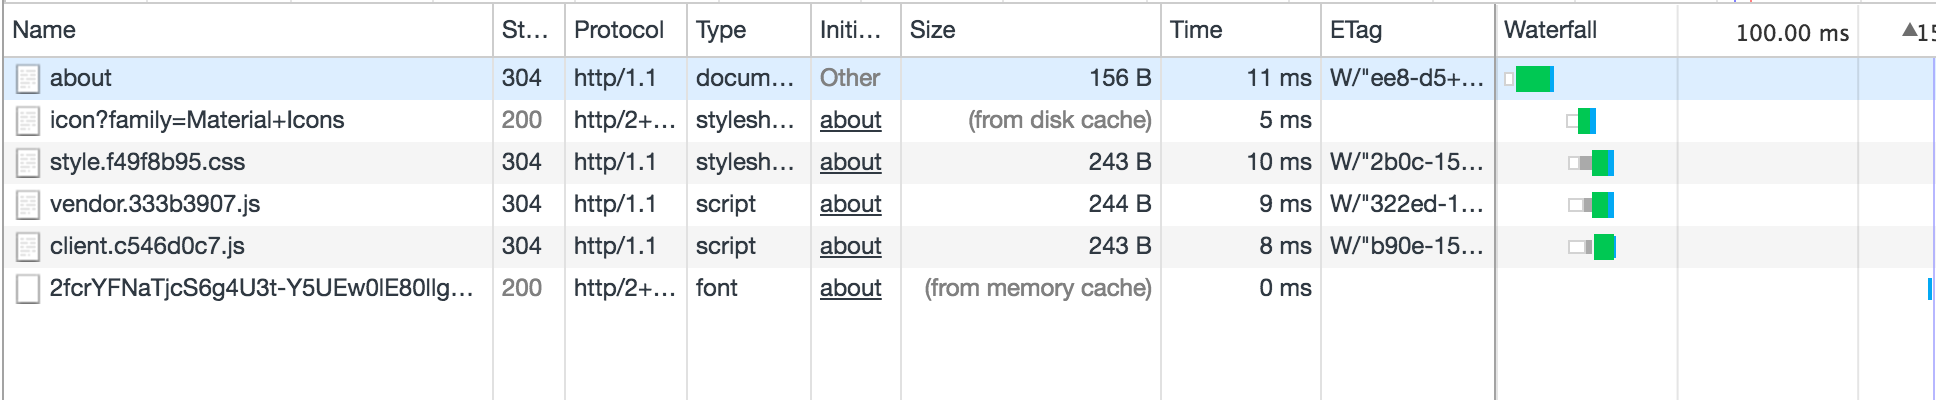 Name St... Protocol Type Initi... Size Time ETag Waterfall 100.00 ms ▲15
about 304 http/1.1 docum... Other 156 B 11 ms W/"ee8-d5+...
icon?family=Material+Icons 200 http/2+... stylesh... about (from disk cache) 5 ms
style.f49f8b95.css 304 http/1.1 stylesh... about 243 B 10 ms W/"2b0c-15...
vendor.333b3907.js 304 http/1.1 script about 244 B 9 ms W/"322ed-1...
client.c546d0c7.js 304 http/1.1 script about 243 B 8 ms W/"b90e-15...
2fcrYFNaTjcS6g4U3t-Y5UEw0lE80llg... 200 http/2+... font about (from memory cache) 0 ms